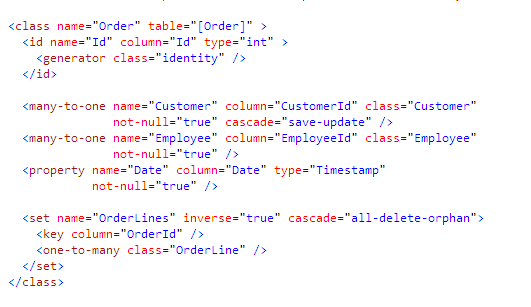 <class name="Order" table="[Order]" >
<id name="Id" column="Id" type="int" >
<generator class="identity" />
</id>
<many-to-one name="Customer" column="CustomerId" class="Customer"
not-null="true" cascade="save-update" />
<many-to-one name="Employee" column="EmployeeId" class="Employee"
not-null="true" />
<property name="Date" column="Date" type="Timestamp"
not-null="true" />
<set name="OrderLines" inverse="true" cascade="all-delete-orphan">
<key column="OrderId" />
<one-to-many class="OrderLine" />
</set>
</class>